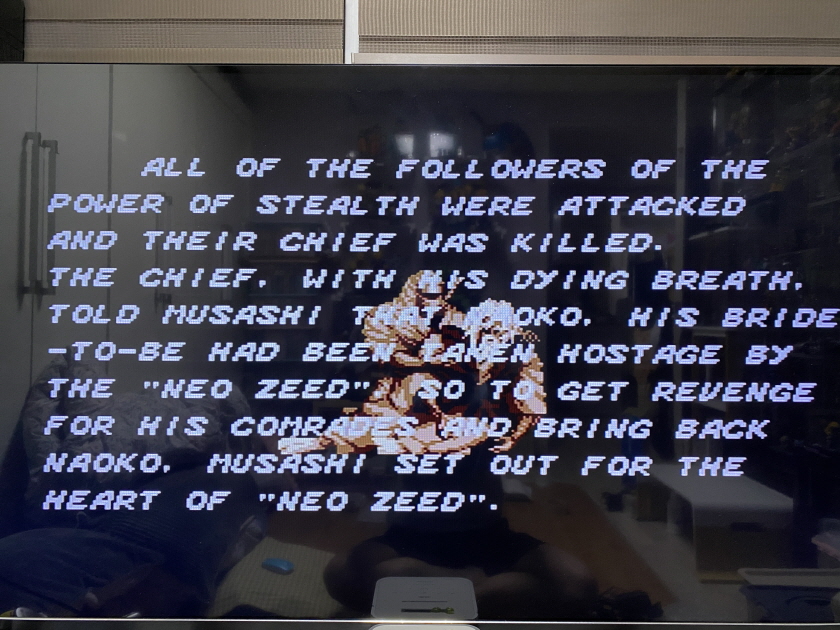 ALL OF THE FOLLOWERS OF THE
POWER OF STEALTH WERE ATTACKED
AND THEIR CHIEF WAS KILLED.
THE CHIEF, WITH HIS DYING BREATH,
TOLD MUSASHI THAT NAOKO, HIS BRIDE
-TO-BE HAD BEEN TAKEN HOSTAGE BY
THE "NEO ZEED" SO TO GET REVENGE
FOR HIS COMRADES AND BRING BACK
NAOKO, MUSASHI SET OUT FOR THE
HEART OF "NEO ZEED".